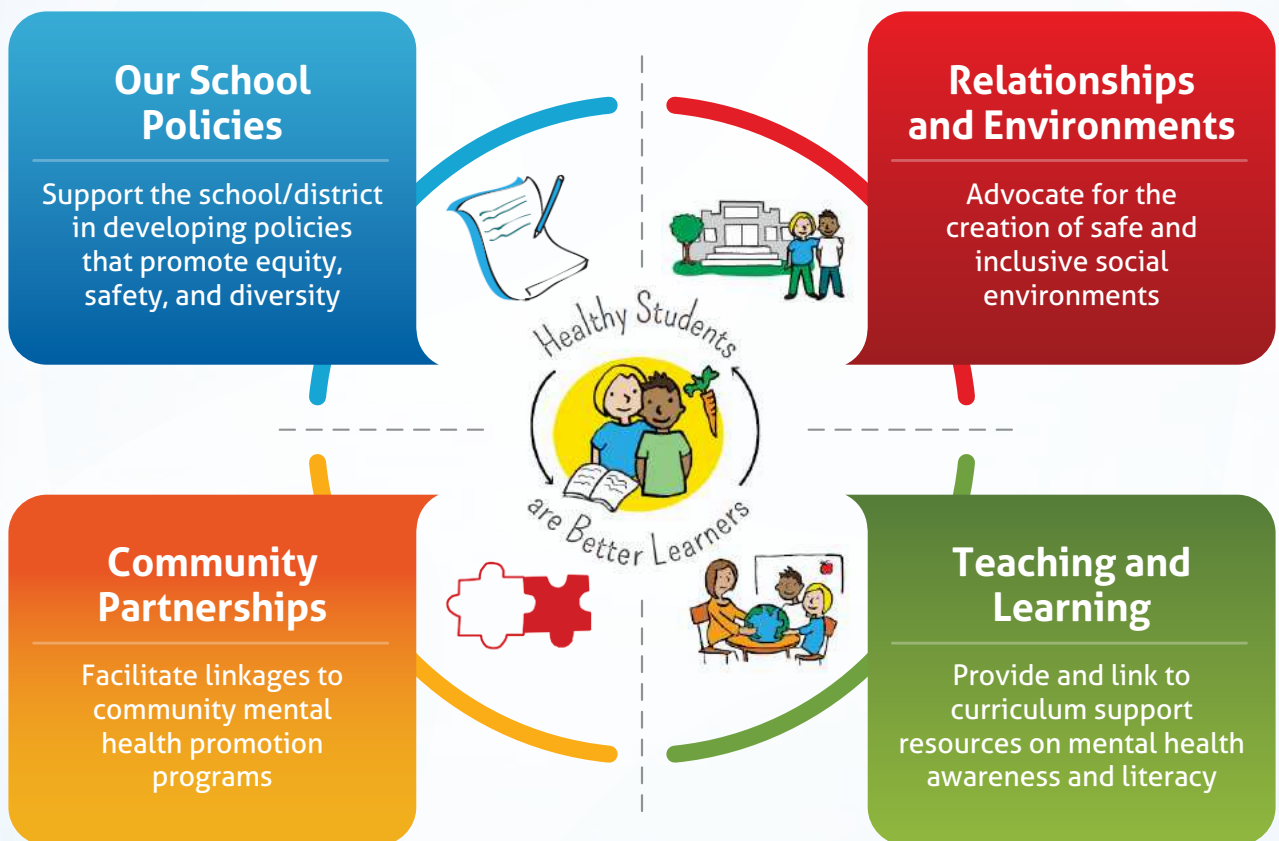 Our School
Policies
Support the school/district
in developing policies
that promote equity,
safety, and diversity
Relationships
and Environments
Advocate for the
creation of safe and
inclusive social
environments
Healthy Students
are Better Learners
Community
Partnerships
Facilitate linkages to
community mental
health promotion
programs
Teaching and
Learning
Provide and link to
curriculum support
resources on mental health
awareness and literacy